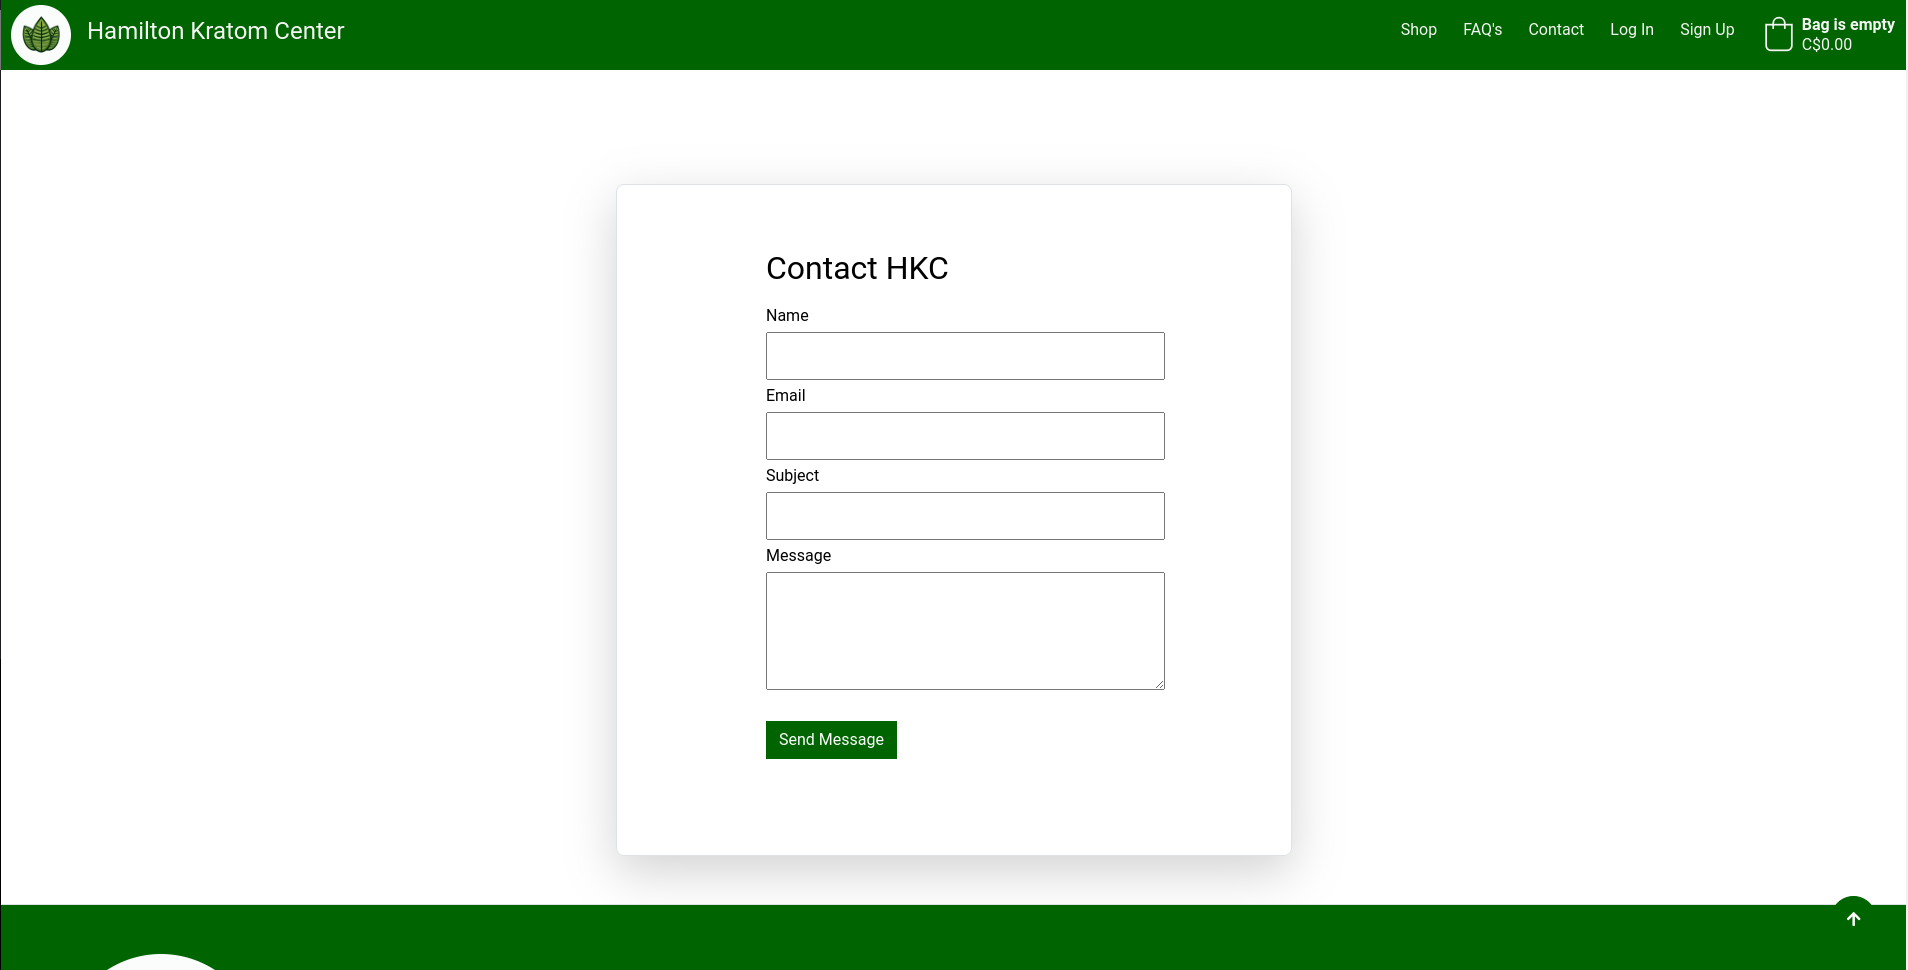 Hamilton Kratom Center
Shop FAQ's Contact Log In Sign Up Bag is empty
C$0.00
Contact HKC
Name
Email
Subject
Message
Send Message